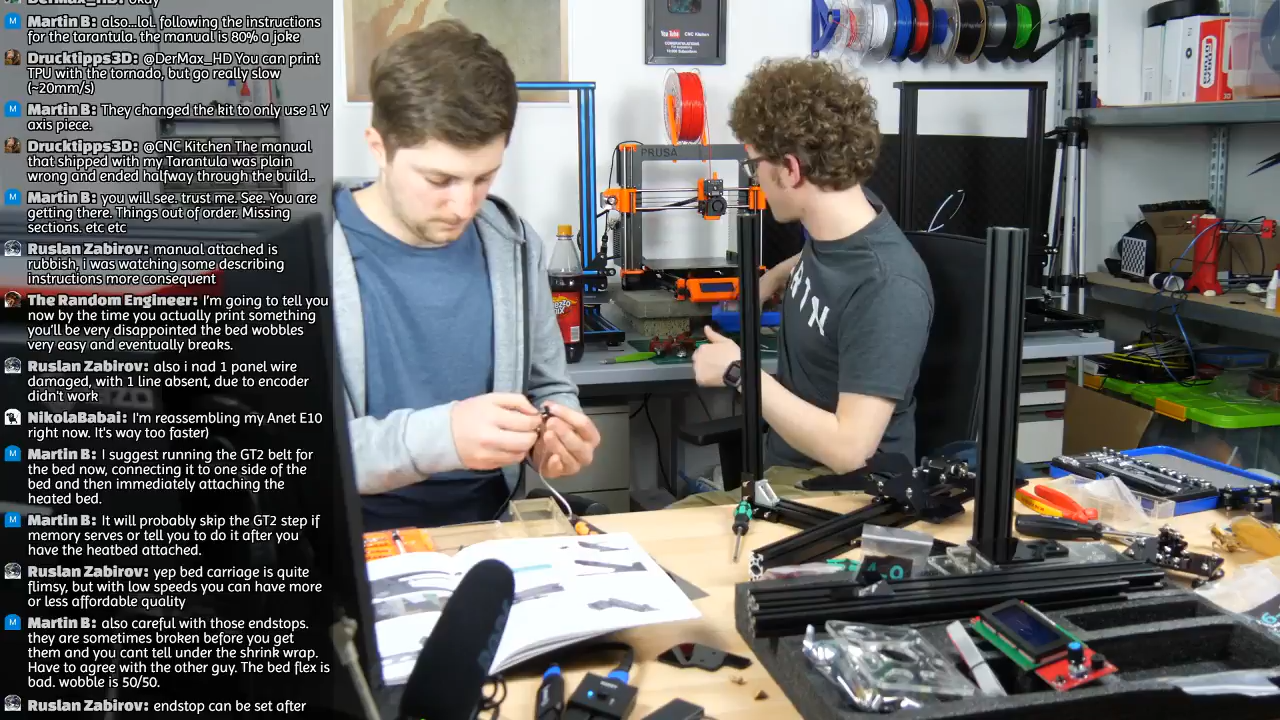 DerMax_HD: okay
Martin B: also...lol. following the instructions
for the tarantula. the manual is 80% a joke
Drucktipps3D: @DerMax_HD You can print
TPU with the tornado, but go really slow
(~20mm/s)
Martin B: They changed the kit to only use 1 Y
axis piece.
Drucktipps3D: @CNC Kitchen The manual
that shipped with my Tarantula was plain
wrong and ended halfway through the build..
Martin B: you will see. trust me. See. You are
getting there. Things out of order. Missing
sections. etc etc
Ruslan Zabirov: manual attached is
rubbish, i was watching some describing
instructions more consequent
The Random Engineer: I'm going to tell you
now by the time you actually print something
you'll be very disappointed the bed wobbles
very easy and eventually breaks.
Ruslan Zabirov: also i nad 1 panel wire
damaged, with 1 line absent, due to encoder
didn't work
NikolaBabai: I'm reassembling my Anet E10
right now. It's way too faster)
Martin B: I suggest running the GT2 belt for
the bed now, connecting it to one side of the
bed and then immediately attaching the
heated bed.
Martin B: It will probably skip the GT2 step if
memory serves or tell you to do it after you
have the heatbed attached.
Ruslan Zabirov: yep bed carriage is quite
flimsy, but with low speeds you can have more
or less affordable quality
Martin B: also careful with those endstops.
they are sometimes broken before you get
them and you cant tell under the shrink wrap.
Have to agree with the other guy. The bed flex is
bad. wobble is 50/50.
Ruslan Zabirov: endstop can be set after
YouTube CNC Kitchen
CONGRATULATIONS
PRUSA